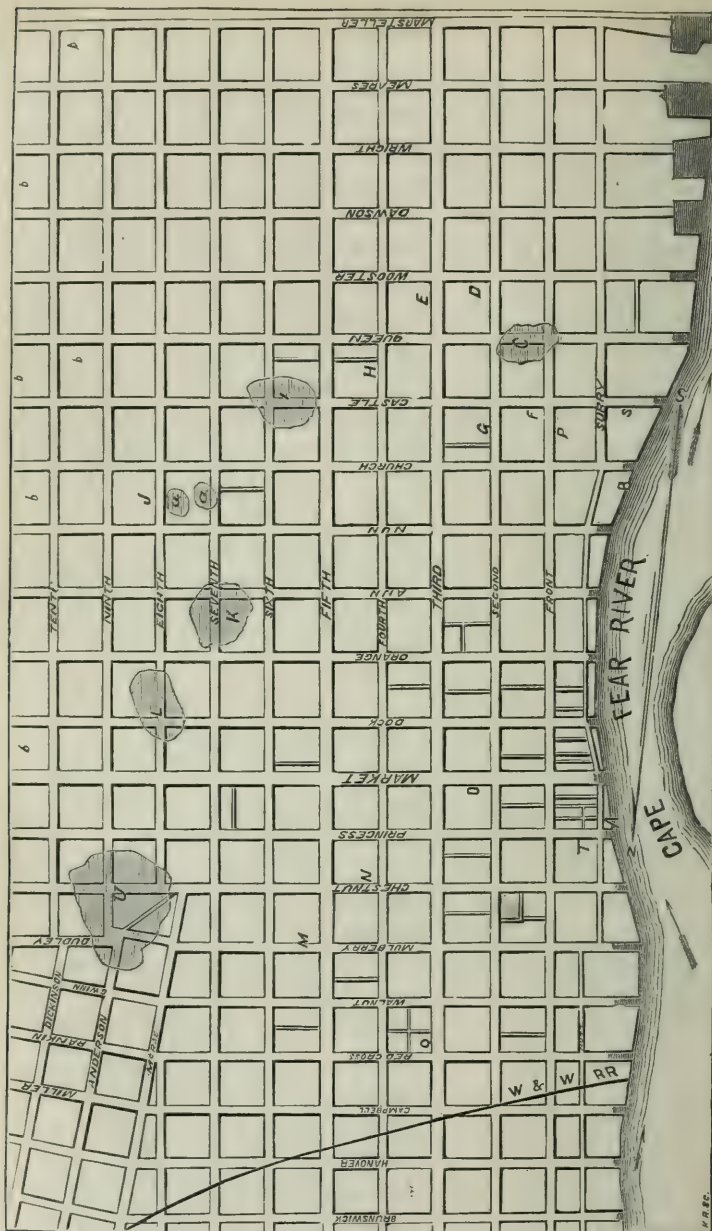 MARSTELLER
MEARES
WRIGHT
DAWSON
WOOSTER
QUEEN
CASTLE
CHURCH
NUN
ANN
ORANGE
DOCK
MARKET
PRINCESS
CHESTNUT
MULBERRY
WALNUT
RED CROSS
CAMPBELL
HANOVER
BRUNSWICK
NINTH
EIGHTH
SEVENTH
SIXTH
FIFTH
FOURTH
THIRD
SECOND
FRONT
SURRY
DUDLEY
GWINN
DICKINSON
RANKIN
ANDERSON
MILLER
CAPE
FEAR RIVER
W & W RR
b
b
b
b
b
b
E
D
C
H
G
F
P
S
S
R
J
a
K
L
O
T
N
N
M
Q